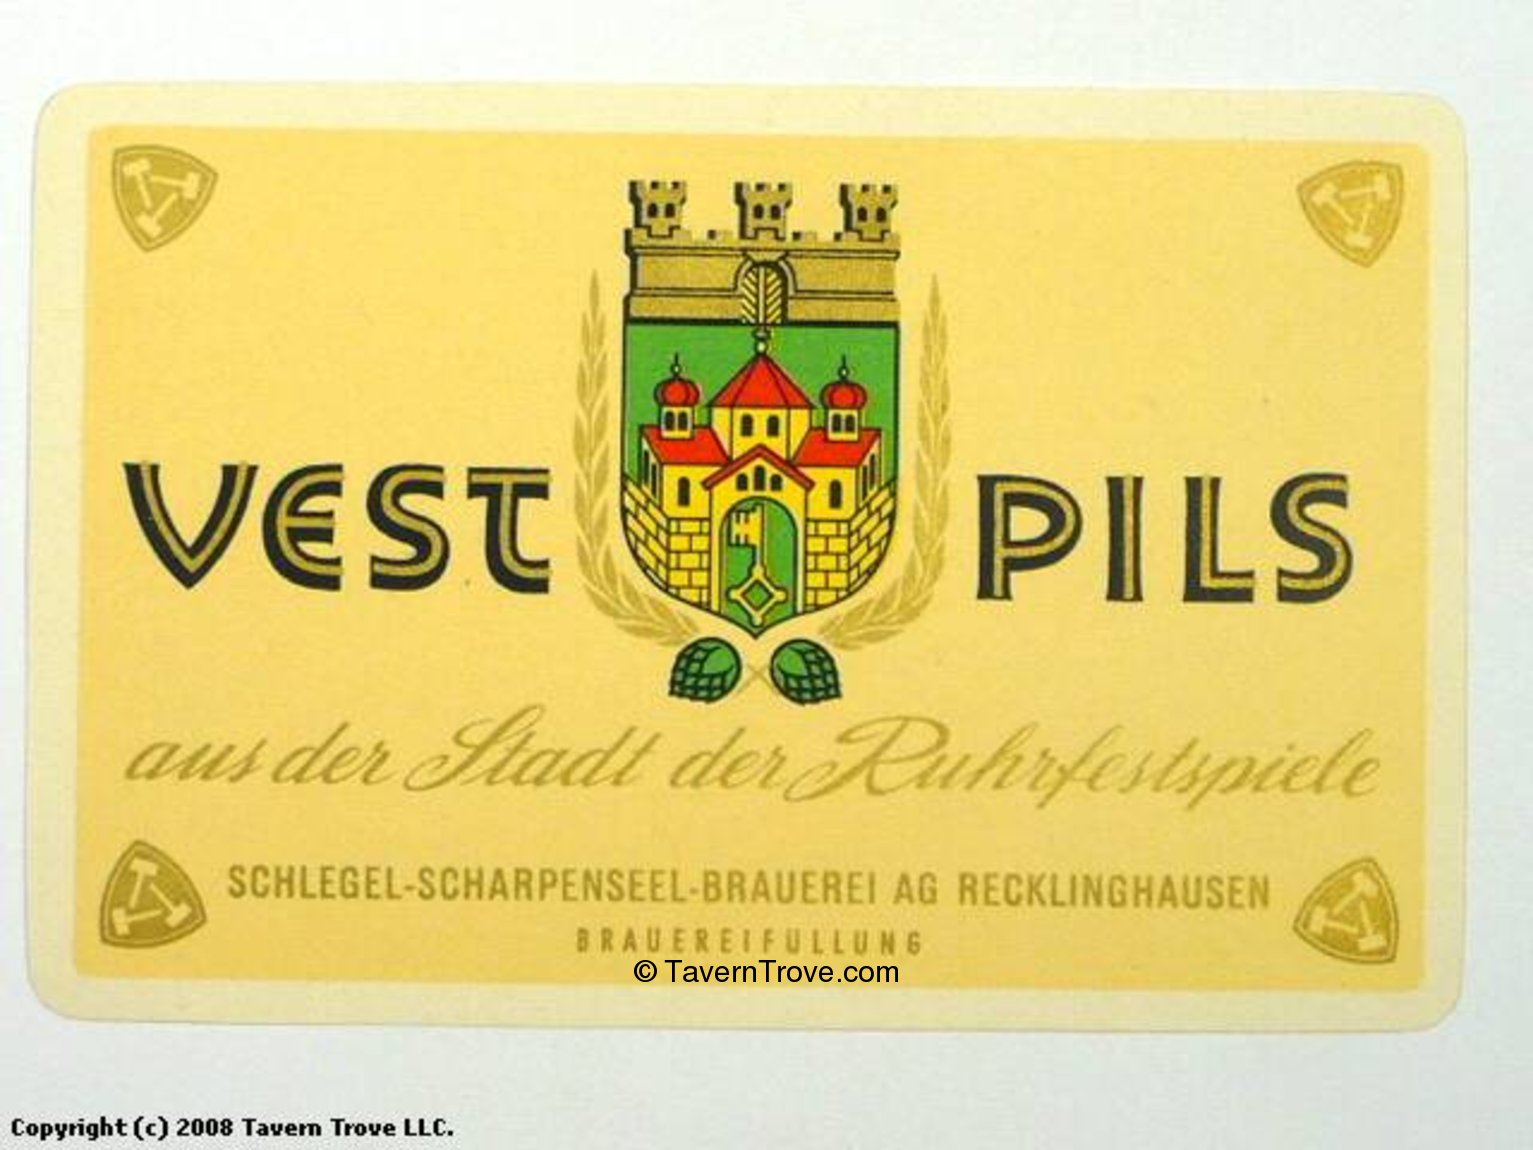 VEST PILS
aus der Stadt der Ruhrfestspiele
SCHLEGEL-SCHARPENSEEL-BRAUEREI AG RECKLINGHAUSEN
BRAUEREIFÜLLUNG
© TavernTrove.com
Copyright (c) 2008 Tavern Trove LLC.